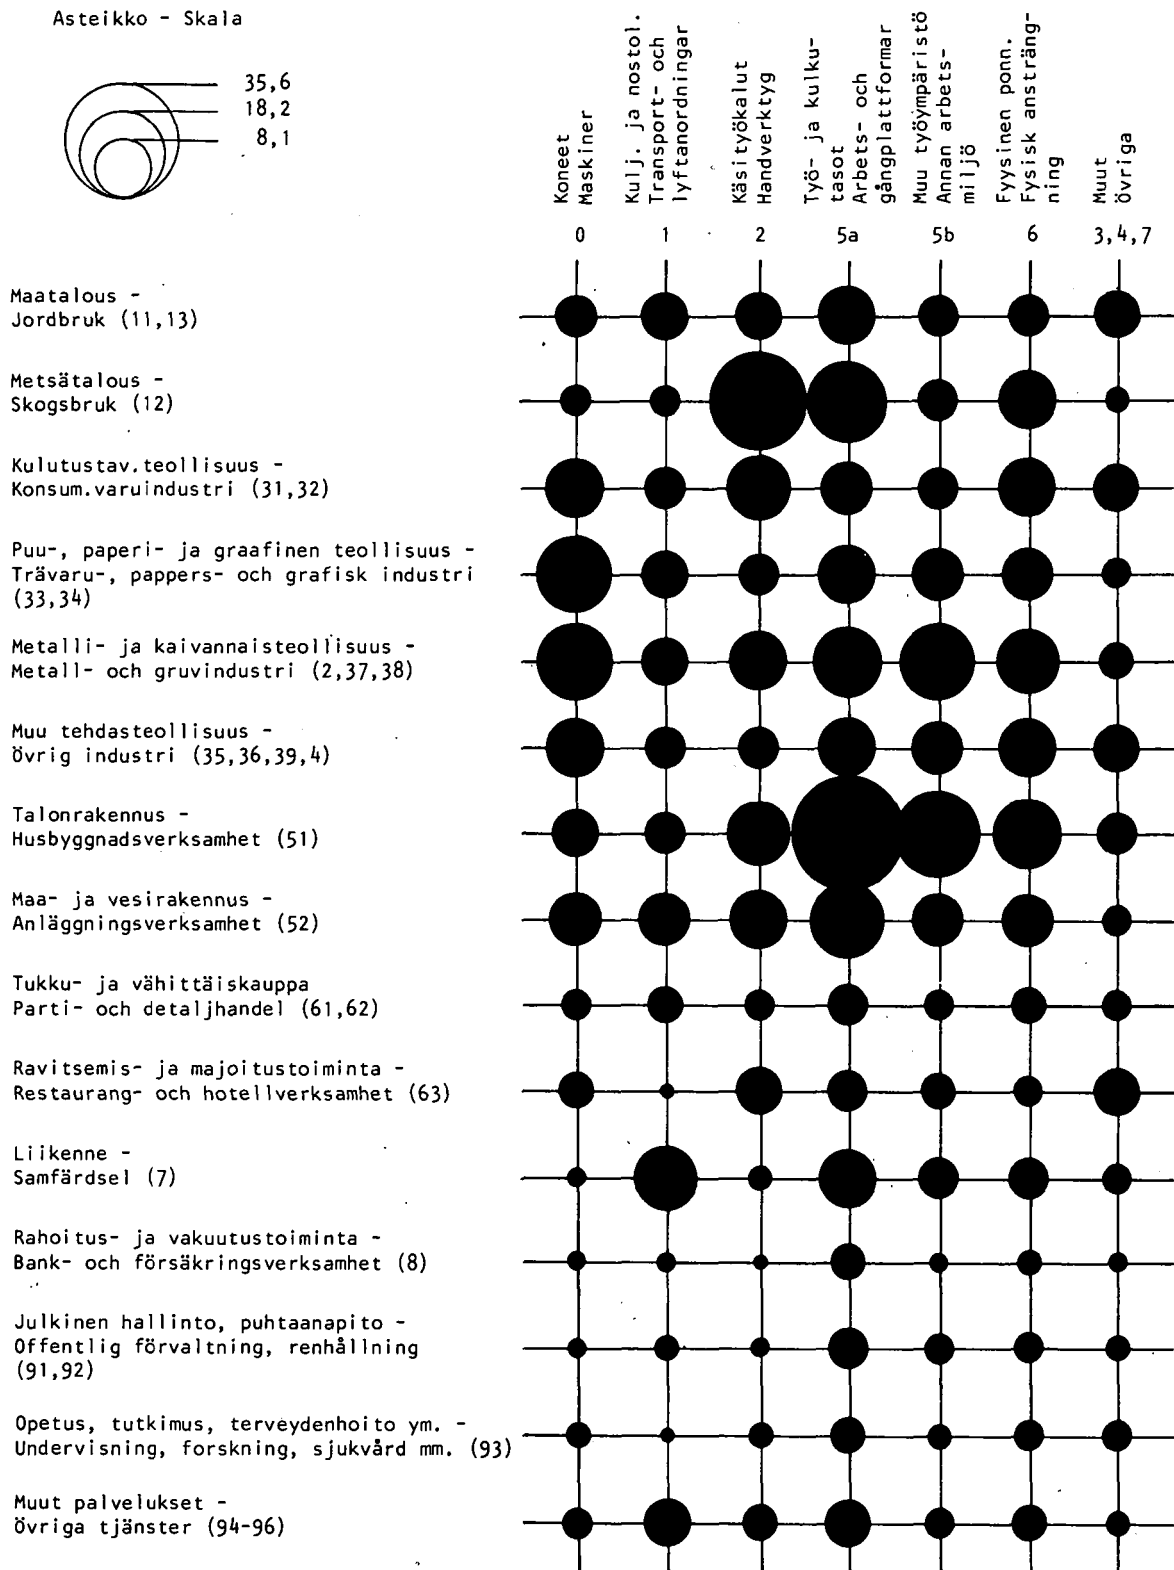 Asteikko - Skala
35,6
18,2
8,1
Koneet
Maskiner
Kulj. ja nostol.
Transport- och
lyftanordningar
Käsityökalut
Handverktyg
Työ- ja kulku-
tasot
Arbets- och
gångplattformar
Muu työympäristö
Annan arbets-
miljö
Fyysinen ponn.
Fysisk ansträng-
ning
Muut
övriga
0 1 2 5a 5b 6 3,4,7
Maatalous -
Jordbruk (11,13)
Metsätalous -
Skogsbruk (12)
Kulutustav.teollisuus -
Konsum.varuindustri (31,32)
Puu-, paperi- ja graafinen teollisuus -
Trävaru-, pappers- och grafisk industri
(33,34)
Metalli- ja kaivannaisteollisuus -
Metall- och gruvindustri (2,37,38)
Muu tehdasteollisuus -
övrig industri (35,36,39,4)
Talonrakennus -
Husbyggnadsverksamhet (51)
Maa- ja vesirakennus -
Anläggningsverksamhet (52)
Tukku- ja vähittäiskauppa
Parti- och detaljhandel (61,62)
Ravitsemis- ja majoitustoiminta -
Restaurang- och hotellverksamhet (63)
Liikenne -
Samfärdsel (7)
Rahoitus- ja vakuutustoiminta -
Bank- och försäkringsverksamhet (8)
Julkinen hallinto, puhtaanapito -
Offentlig förvaltning, renhållning
(91,92)
Opetus, tutkimus, terveydenhoito ym. -
Undervisning, forskning, sjukvård mm. (93)
Muut palvelukset -
övriga tjänster (94-96)